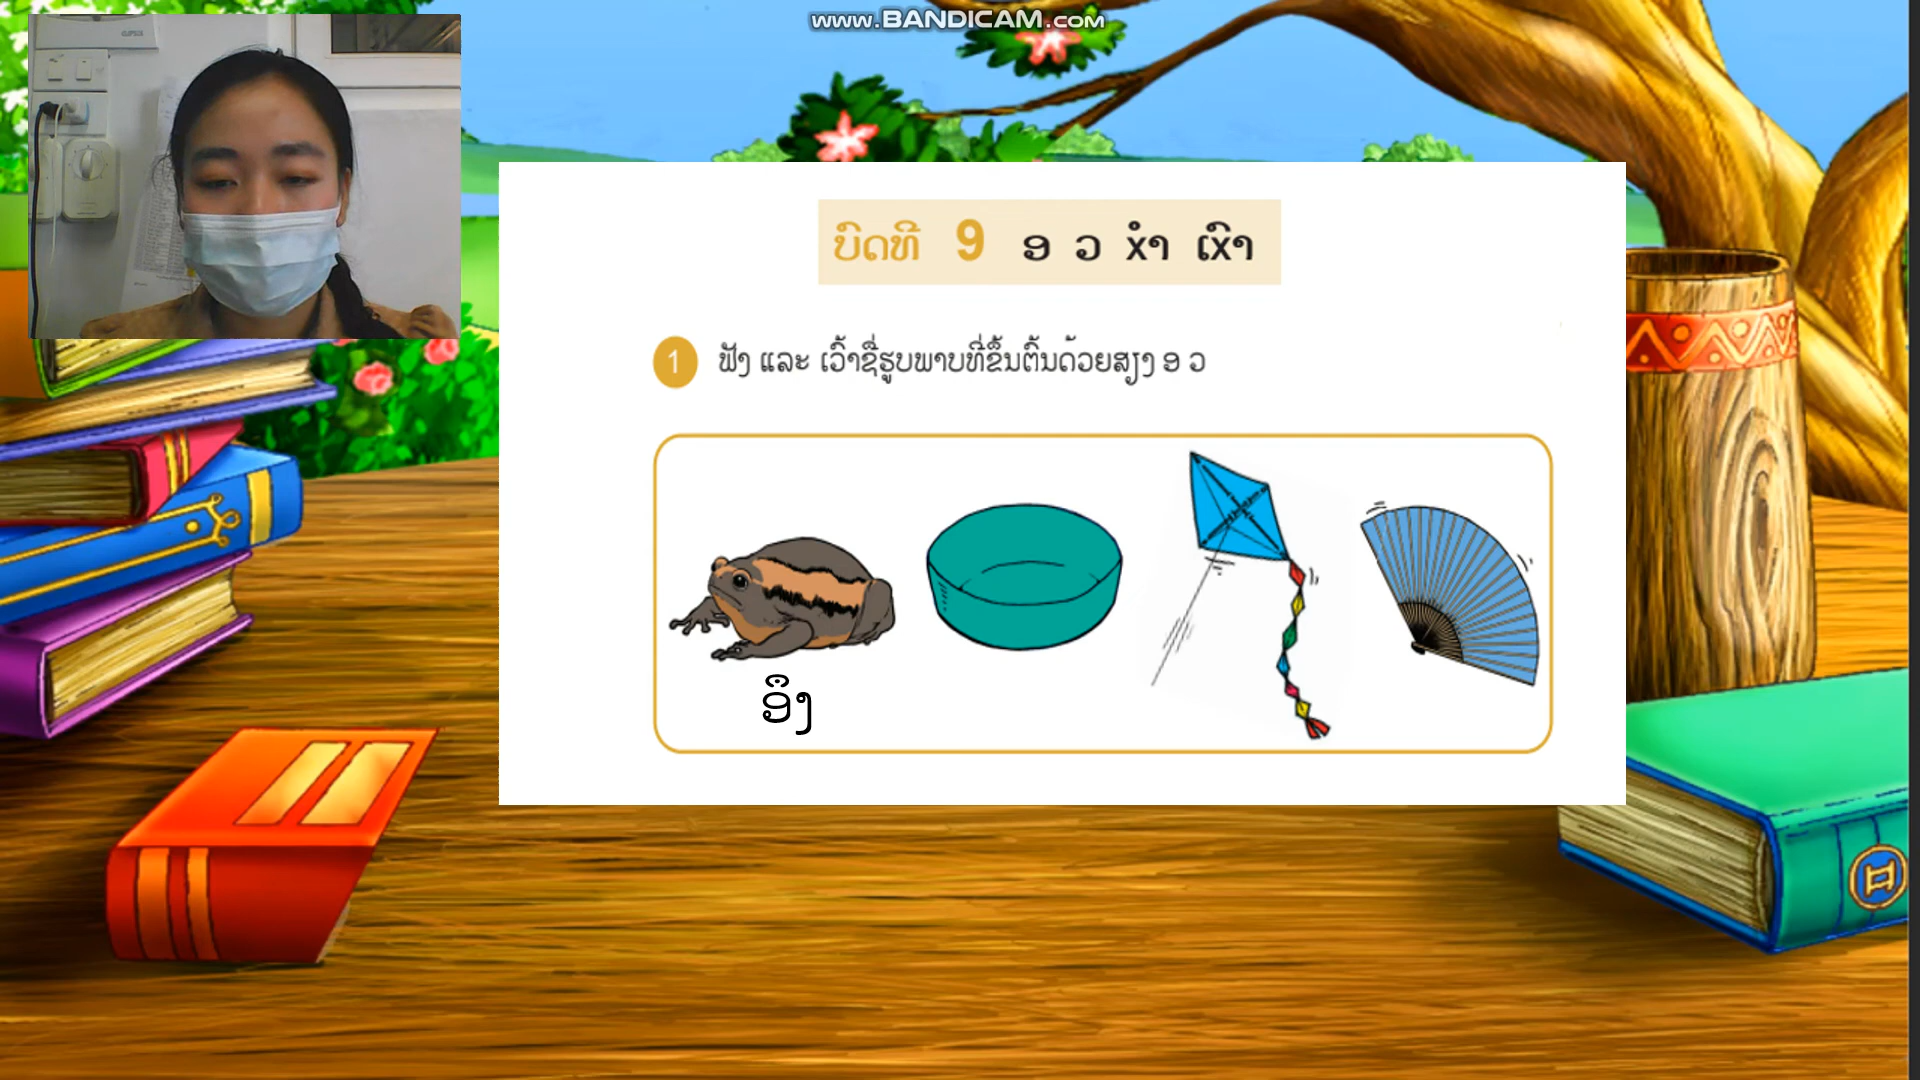 www.BANDICAM.com
ບົດທີ 9 ອ ວ xຳ ເxົາ
1 ຟັງ ແລະ ເວົ້າຊື່ຮູບພາບທີ່ຂຶ້ນຕົ້ນດ້ວຍສຽງ ອ ວ
ອຶ່ງ